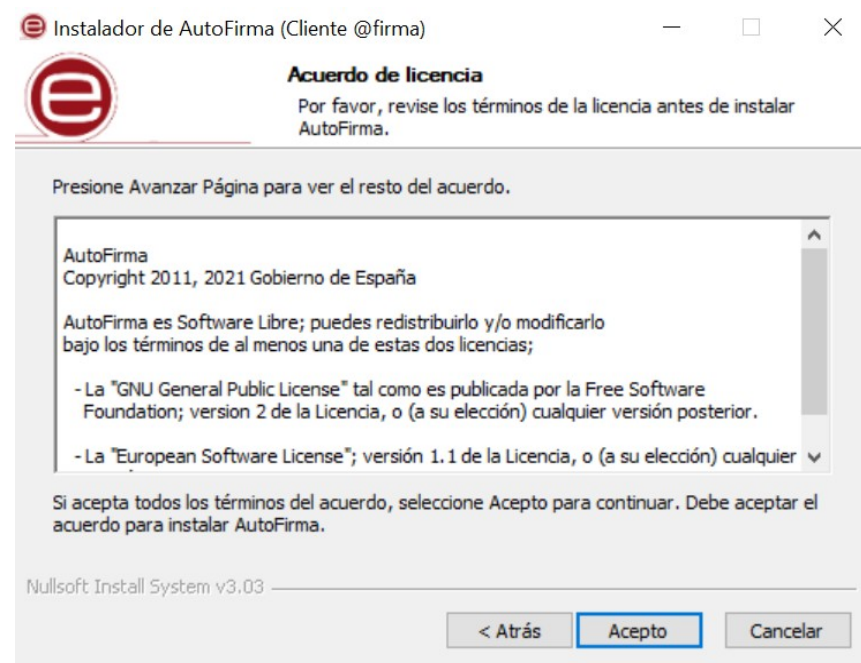 Instalador de AutoFirma (Cliente @firma)
Acuerdo de licencia
Por favor, revise los términos de la licencia antes de instalar
AutoFirma.
Presione Avanzar Página para ver el resto del acuerdo.
AutoFirma
Copyright 2011, 2021 Gobierno de España
AutoFirma es Software Libre; puedes redistribuirlo y/o modificarlo
bajo los términos de al menos una de estas dos licencias;
- La "GNU General Public License" tal como es publicada por la Free Software
Foundation; version 2 de la Licencia, o (a su elección) cualquier versión posterior.
- La "European Software License"; versión 1.1 de la Licencia, o (a su elección) cualquier
Si acepta todos los términos del acuerdo, seleccione Acepto para continuar. Debe aceptar el
acuerdo para instalar AutoFirma.
Nullsoft Install System v3.03
< Atrás
Acepto
Cancelar